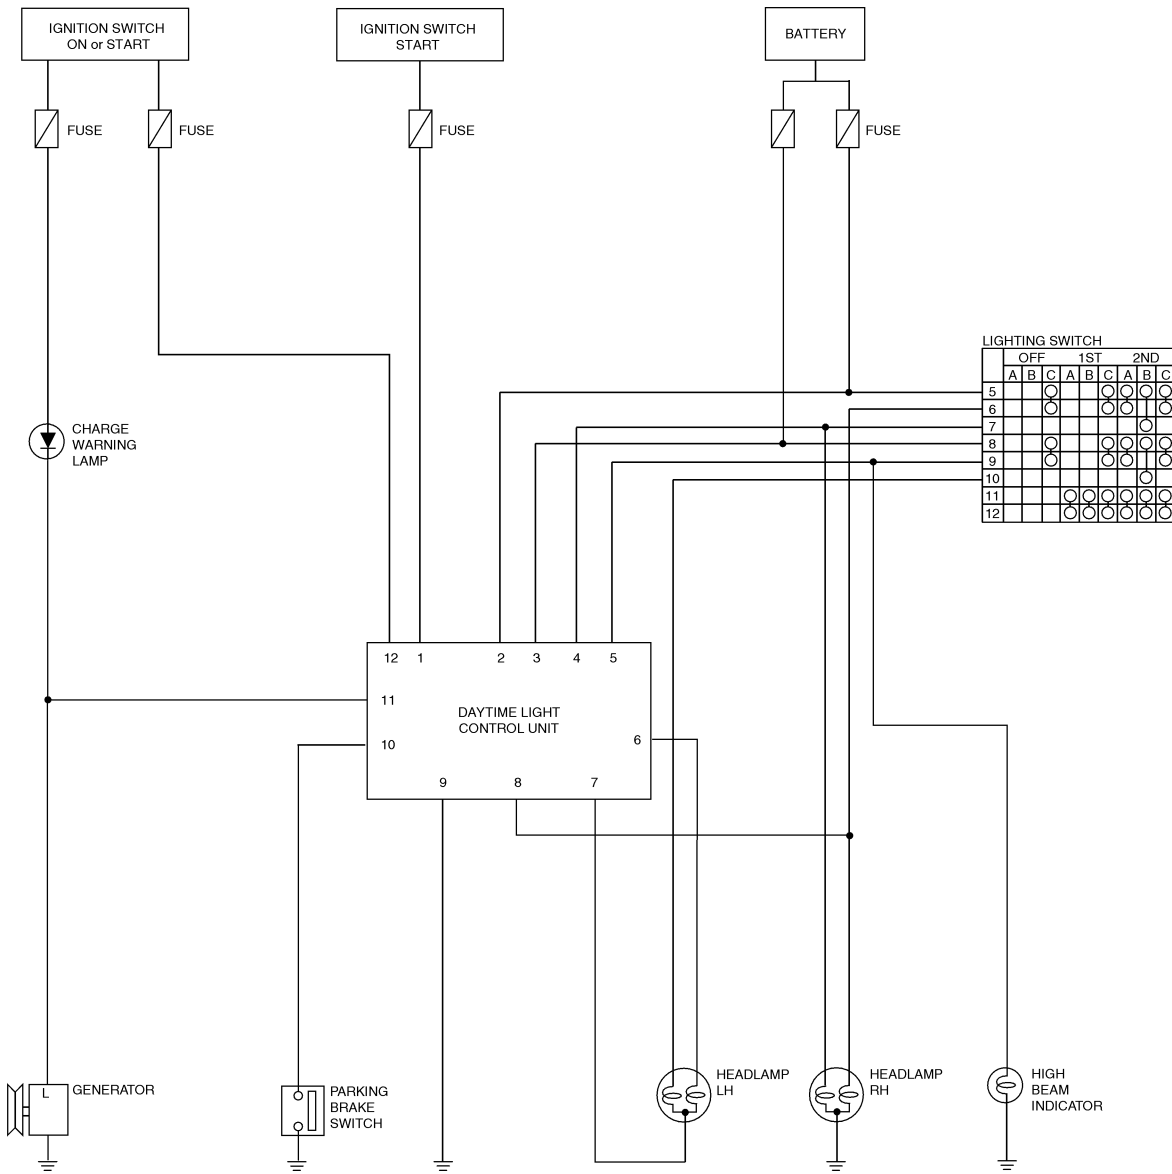 IGNITION SWITCH
ON or START
IGNITION SWITCH
START
BATTERY
FUSE
FUSE
FUSE
FUSE
LIGHTING SWITCH
OFF 1ST 2ND
A B C A B C A B C
5
6
7
8
9
10
11
12
CHARGE
WARNING
LAMP
12 1 2 3 4 5
11
DAYTIME LIGHT
CONTROL UNIT
10
6
9 8 7
L
GENERATOR
PARKING
BRAKE
SWITCH
HEADLAMP
LH
HEADLAMP
RH
HIGH
BEAM
INDICATOR